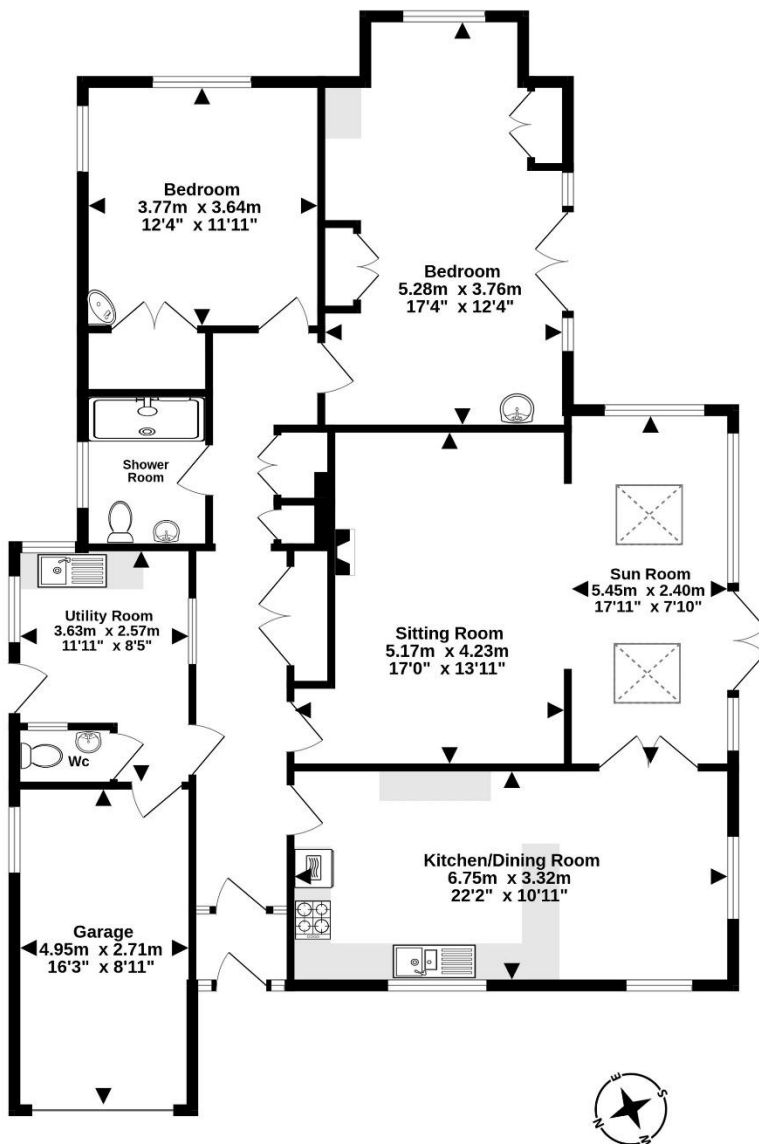 Bedroom
3.77m x 3.64m
12'4" x 11'11"
Bedroom
5.28m x 3.76m
17'4" x 12'4"
Shower
Room
Sun Room
5.45m x 2.40m
17'11" x 7'10"
Utility Room
3.63m x 2.57m
11'11" x 8'5"
Sitting Room
5.17m x 4.23m
17'0" x 13'11"
Wc
Kitchen/Dining Room
6.75m x 3.32m
22'2" x 10'11"
Garage
4.95m x 2.71m
16'3" x 8'11"
E
S
N
W